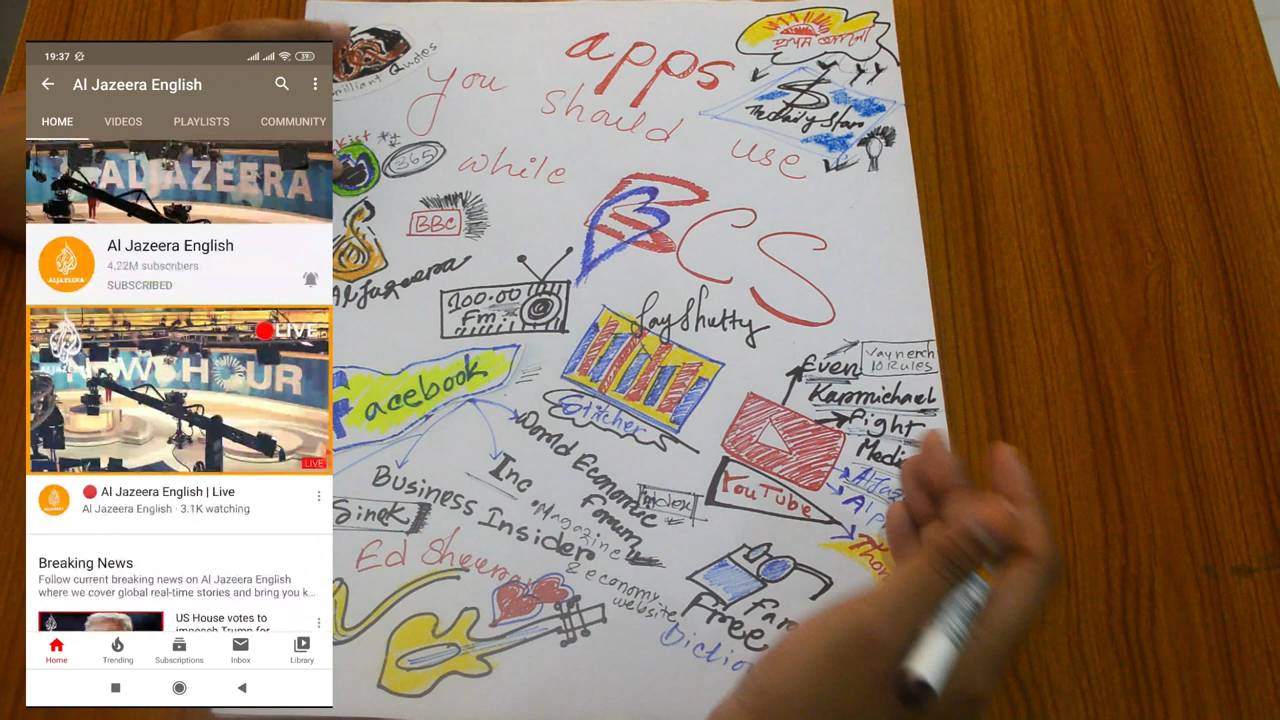 19:37
39
Al Jazeera English
HOME VIDEOS PLAYLISTS COMMUNITY
ALJAZEERA
Al Jazeera English
4.22M subscribers
SUBSCRIBED
ALJAZEERA
LIVE
NEWSHOUR
LIVE
🔴 Al Jazeera English | Live
Al Jazeera English · 3.1K watching
Breaking News
Follow current breaking news on Al Jazeera English
where we cover global real-time stories and bring you k...
US House votes to
Home Trending Subscriptions Inbox Library
Brilliant Quotes
apps
you should use
while
BCS
প্রথম আলো
The Daily Star
365
BBC
Al Jazeera
100.00
Fm
Jay Shetty
Stitcher
Facebook
Business Insider
Inc
Magazine
& economy
website
World Economic
Forum
Index
Sinek
Ed Sheeran
YouTube
Even
Vaynerch
10 Rules
Karmichael
Fight
Free